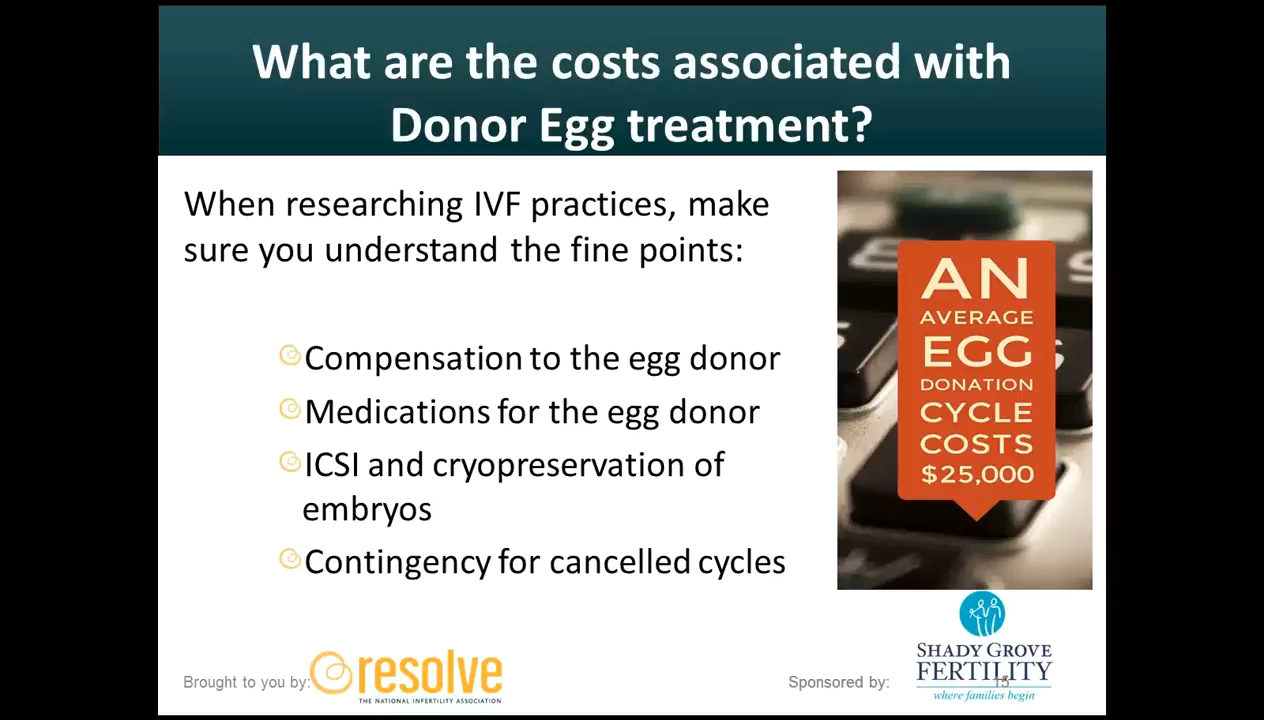 What are the costs associated with
Donor Egg treatment?
When researching IVF practices, make
sure you understand the fine points:
Compensation to the egg donor
Medications for the egg donor
ICSI and cryopreservation of
embryos
Contingency for cancelled cycles
AN
AVERAGE
EGG
DONATION
CYCLE
COSTS
$25,000
Brought to you by:
resolve
THE NATIONAL INFERTILITY ASSOCIATION
Sponsored by:
SHADY GROVE
FERTILITY
15
where families begin